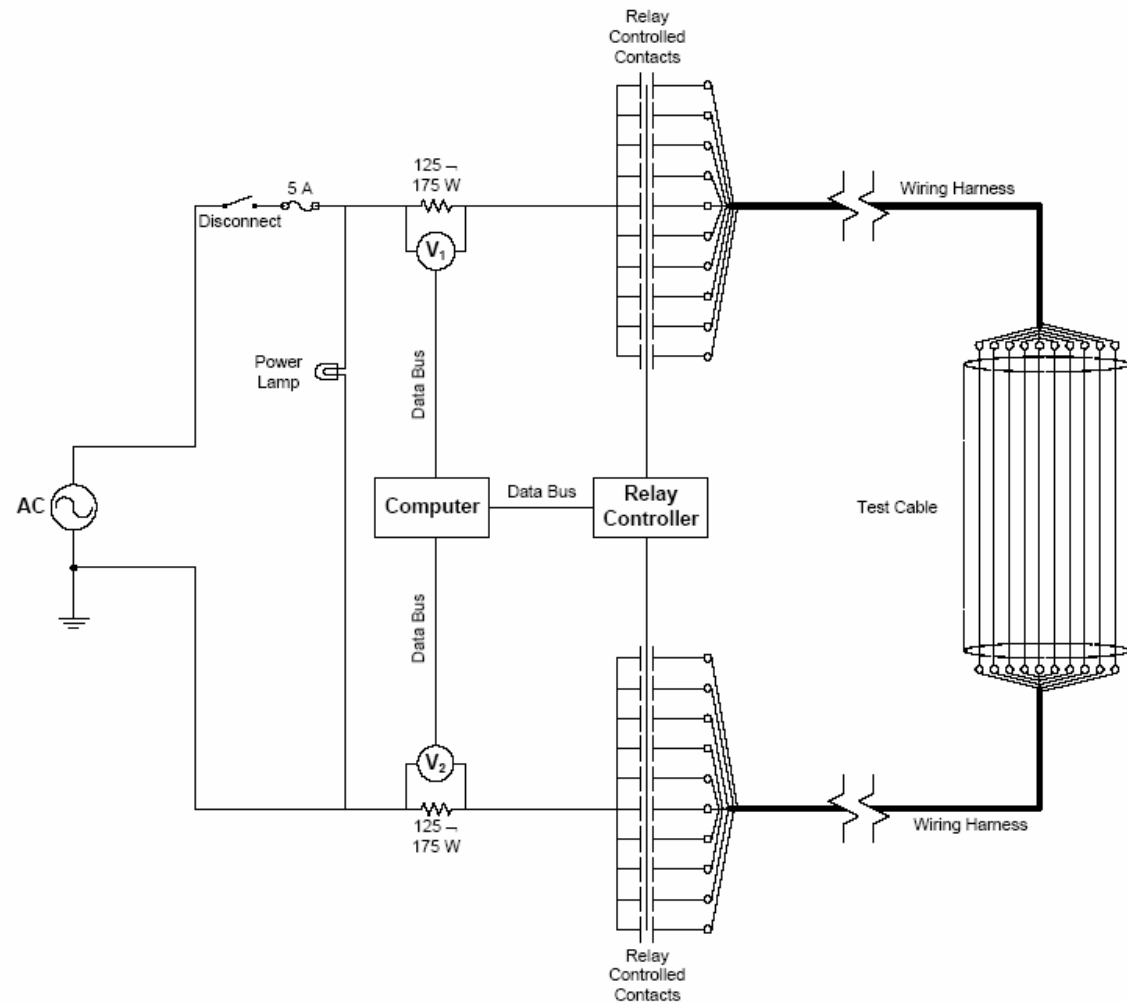 Relay
Controlled
Contacts
125 ¬
175 W
5 A
Disconnect
Wiring Harness
V₁
Power
Lamp
Data Bus
AC
Computer
Data Bus
Relay
Controller
Test Cable
Data Bus
V₂
125 ¬
175 W
Wiring Harness
Relay
Controlled
Contacts